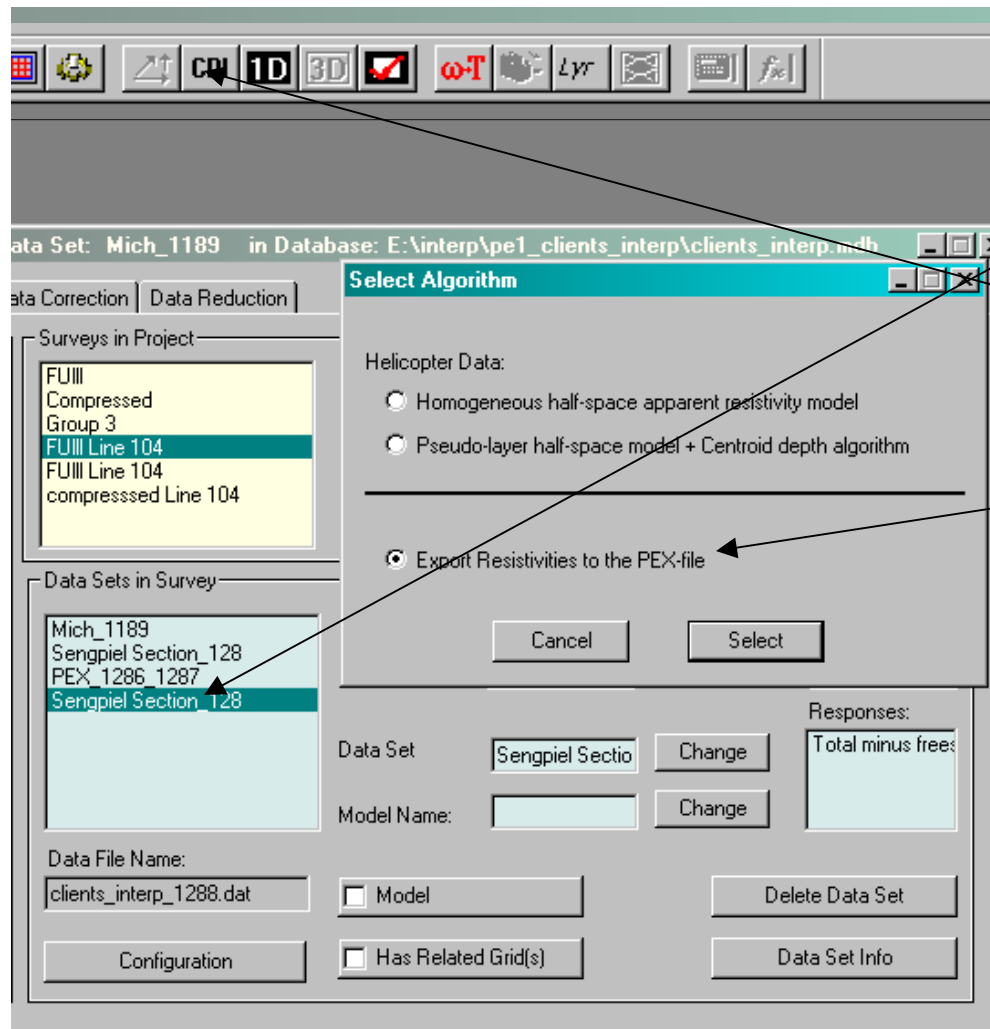 CDI 1D 3D ω-T Lyr
ata Set: Mich_1189 in Database: E:\interp\pe1_clients_interp\clients_interp.mdb
ata Correction Data Reduction
Select Algorithm
Surveys in Project
FUIII
Compressed
Group 3
FUIII Line 104
FUIII Line 104
compresssed Line 104
Helicopter Data:
Homogeneous half-space apparent resistivity model
Pseudo-layer half-space model + Centroid depth algorithm
Export Resistivities to the PEX-file
Cancel Select
Data Sets in Survey
Mich_1189
Sengpiel Section_128
PEX_1286_1287
Sengpiel Section_128
Responses:
Total minus frees
Data Set Sengpiel Sectio Change
Model Name: Change
Data File Name:
clients_interp_1288.dat
Model
Delete Data Set
Configuration
Has Related Grid(s)
Data Set Info